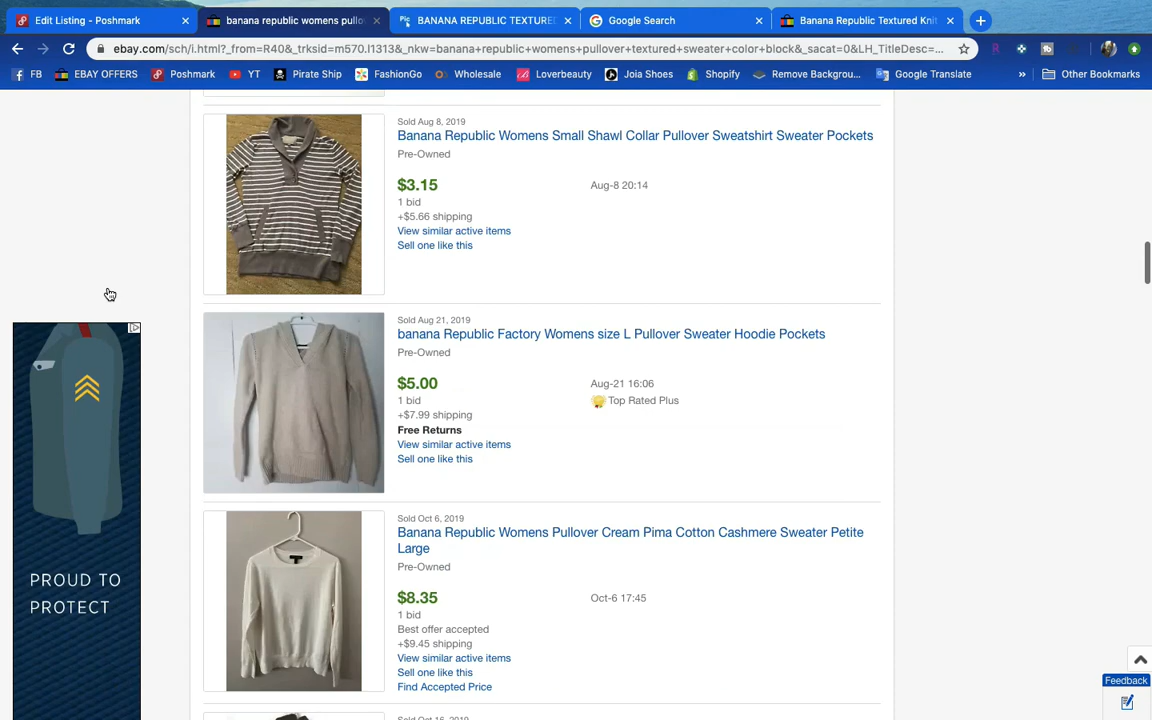 Edit Listing - Poshmark
banana republic womens pullo
BANANA REPUBLIC TEXTURED
Google Search
Banana Republic Textured Knit
ebay.com/sch/i.html?_from=R40&_trksid=m570.l1313&_nkw=banana+republic+womens+pullover+textured+sweater+color+block&_sacat=0&LH_TitleDesc=...
FB
EBAY OFFERS
Poshmark
YT
Pirate Ship
FashionGo
Wholesale
Loverbeauty
Joia Shoes
Shopify
Remove Backgrou...
Google Translate
»
Other Bookmarks
Sold Aug 8, 2019
Banana Republic Womens Small Shawl Collar Pullover Sweatshirt Sweater Pockets
Pre-Owned
$3.15
Aug-8 20:14
1 bid
+$5.66 shipping
View similar active items
Sell one like this
Sold Aug 21, 2019
banana Republic Factory Womens size L Pullover Sweater Hoodie Pockets
Pre-Owned
$5.00
Aug-21 16:06
1 bid
Top Rated Plus
+$7.99 shipping
Free Returns
View similar active items
Sell one like this
Sold Oct 6, 2019
Banana Republic Womens Pullover Cream Pima Cotton Cashmere Sweater Petite
Large
Pre-Owned
$8.35
Oct-6 17:45
1 bid
Best offer accepted
+$9.45 shipping
View similar active items
Sell one like this
Find Accepted Price
Sold Oct 16, 2019
PROUD TO
PROTECT
Feedback